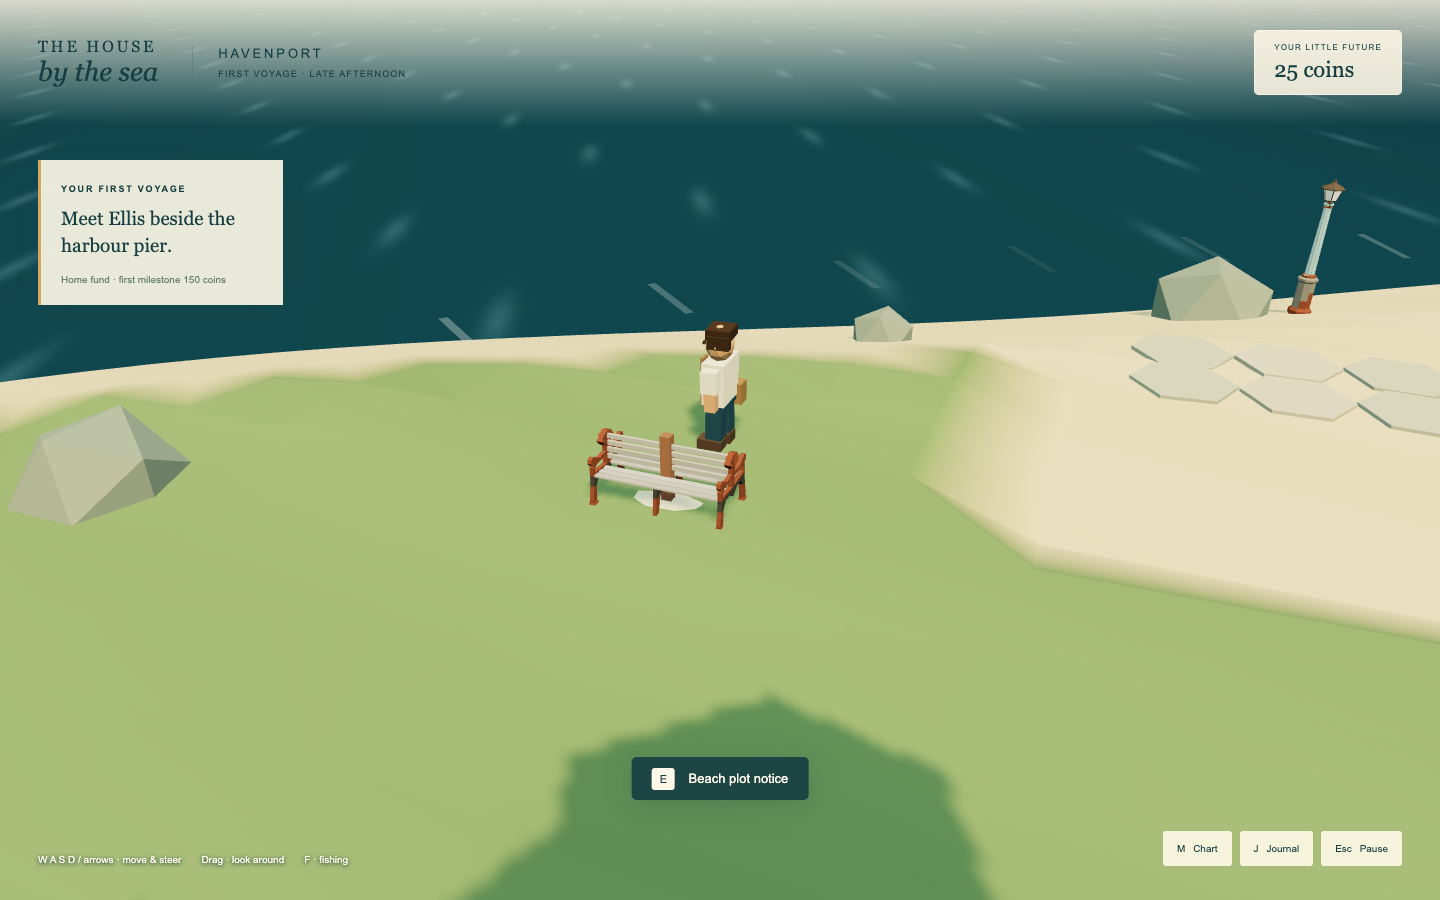 THE HOUSE
by the sea
HAVENPORT
FIRST VOYAGE · LATE AFTERNOON
YOUR LITTLE FUTURE
25 coins
YOUR FIRST VOYAGE
Meet Ellis beside the
harbour pier.
Home fund · first milestone 150 coins
E Beach plot notice
W A S D / arrows · move & steer Drag · look around F · fishing
M Chart J Journal Esc Pause